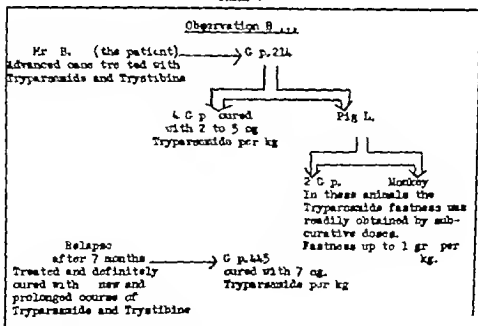 Observation B
Mr B. (the patient)
Advanced case treated with
Tryparsamide and Trystibine
G p.214
4 G p cured
with 2 to 5 cg
Tryparsamide per kg
Pig L.
2 G p. Monkey
In these animals the
Tryparsamide fastness was
readily obtained by sub-
curative doses.
Fastness up to 1 gr per
kg.
Relapse
after 7 months
Treated and definitely
cured with new and
prolonged course of
Tryparsamide and Trystibine
G p.445
cured with 7 cg.
Tryparsamide per kg